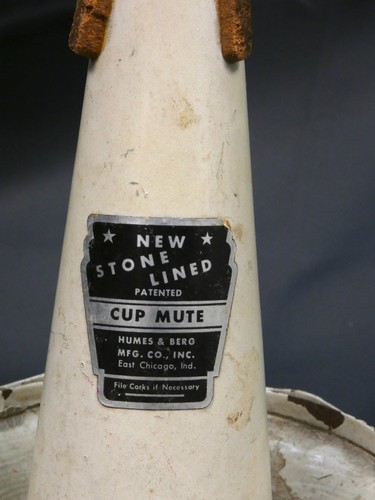 NEW
STONE LINED
PATENTED
CUP MUTE
HUMES & BERG
MFG. CO., INC.
East Chicago, Ind.
File Corks if Necessary